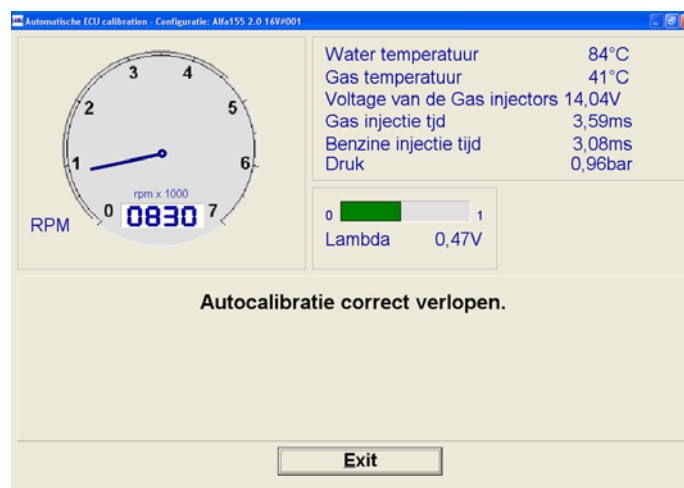 Automatische ECU calibration - Configuratie: Alfa155 2.0 16V#001
3 4
2 5
1 6
rpm x 1000
0 0830 7
RPM
Water temperatuur 84°C
Gas temperatuur 41°C
Voltage van de Gas injectors 14,04V
Gas injectie tjd 3,59ms
Benzine injectie tijd 3,08ms
Druk 0,96bar
0 1
Lambda 0,47V
Autocalibratie correct verlopen.
Exit